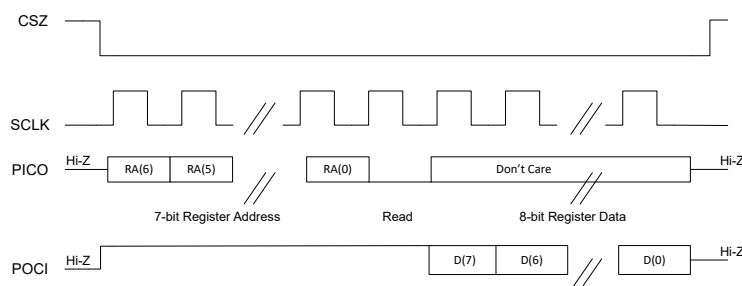 CSZ
SCLK
PICO
Hi-Z
RA(6)
RA(5)
RA(0)
Don't Care
Hi-Z
7-bit Register Address
Read
8-bit Register Data
POCI
Hi-Z
D(7)
D(6)
D(0)
Hi-Z